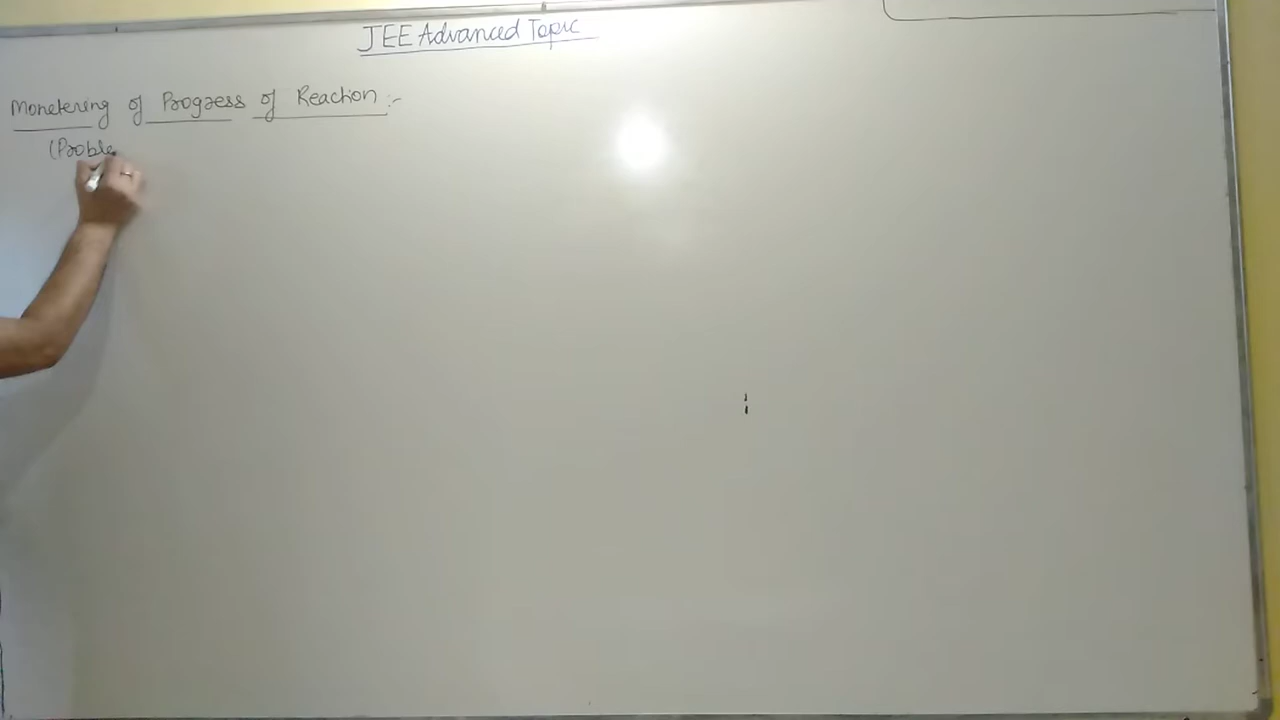 JEE Advanced Topic
Monetering of Progress of Reaction :-
(Proble